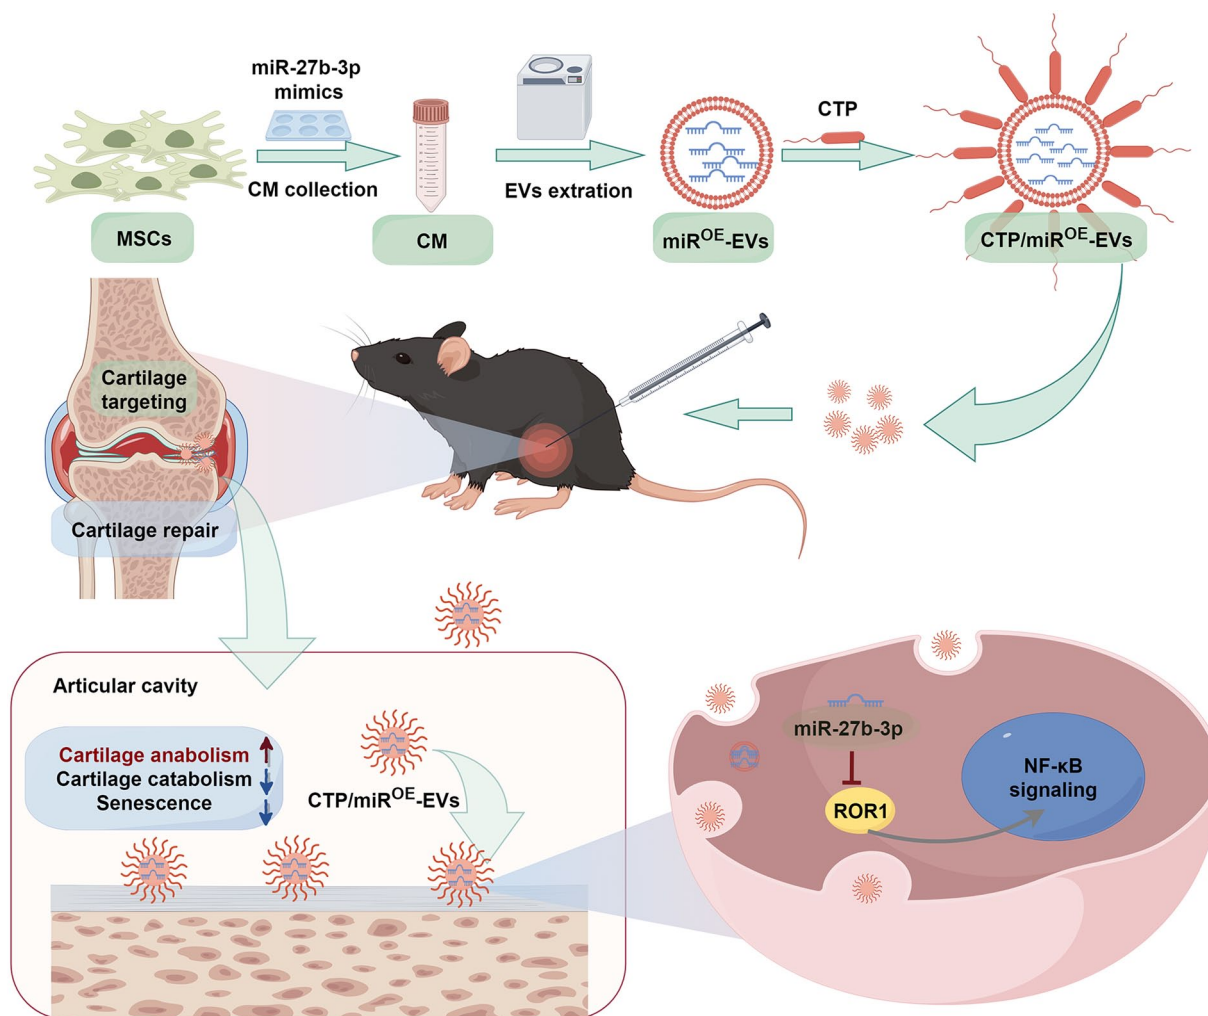 miR-27b-3p
mimics
CM collection
EVs extration
CTP
MSCs
CM
miR^OE-EVs
CTP/miR^OE-EVs
Cartilage
targeting
Cartilage repair
Articular cavity
Cartilage anabolism
Cartilage catabolism
Senescence
CTP/miR^OE-EVs
miR-27b-3p
ROR1
NF-κB
signaling